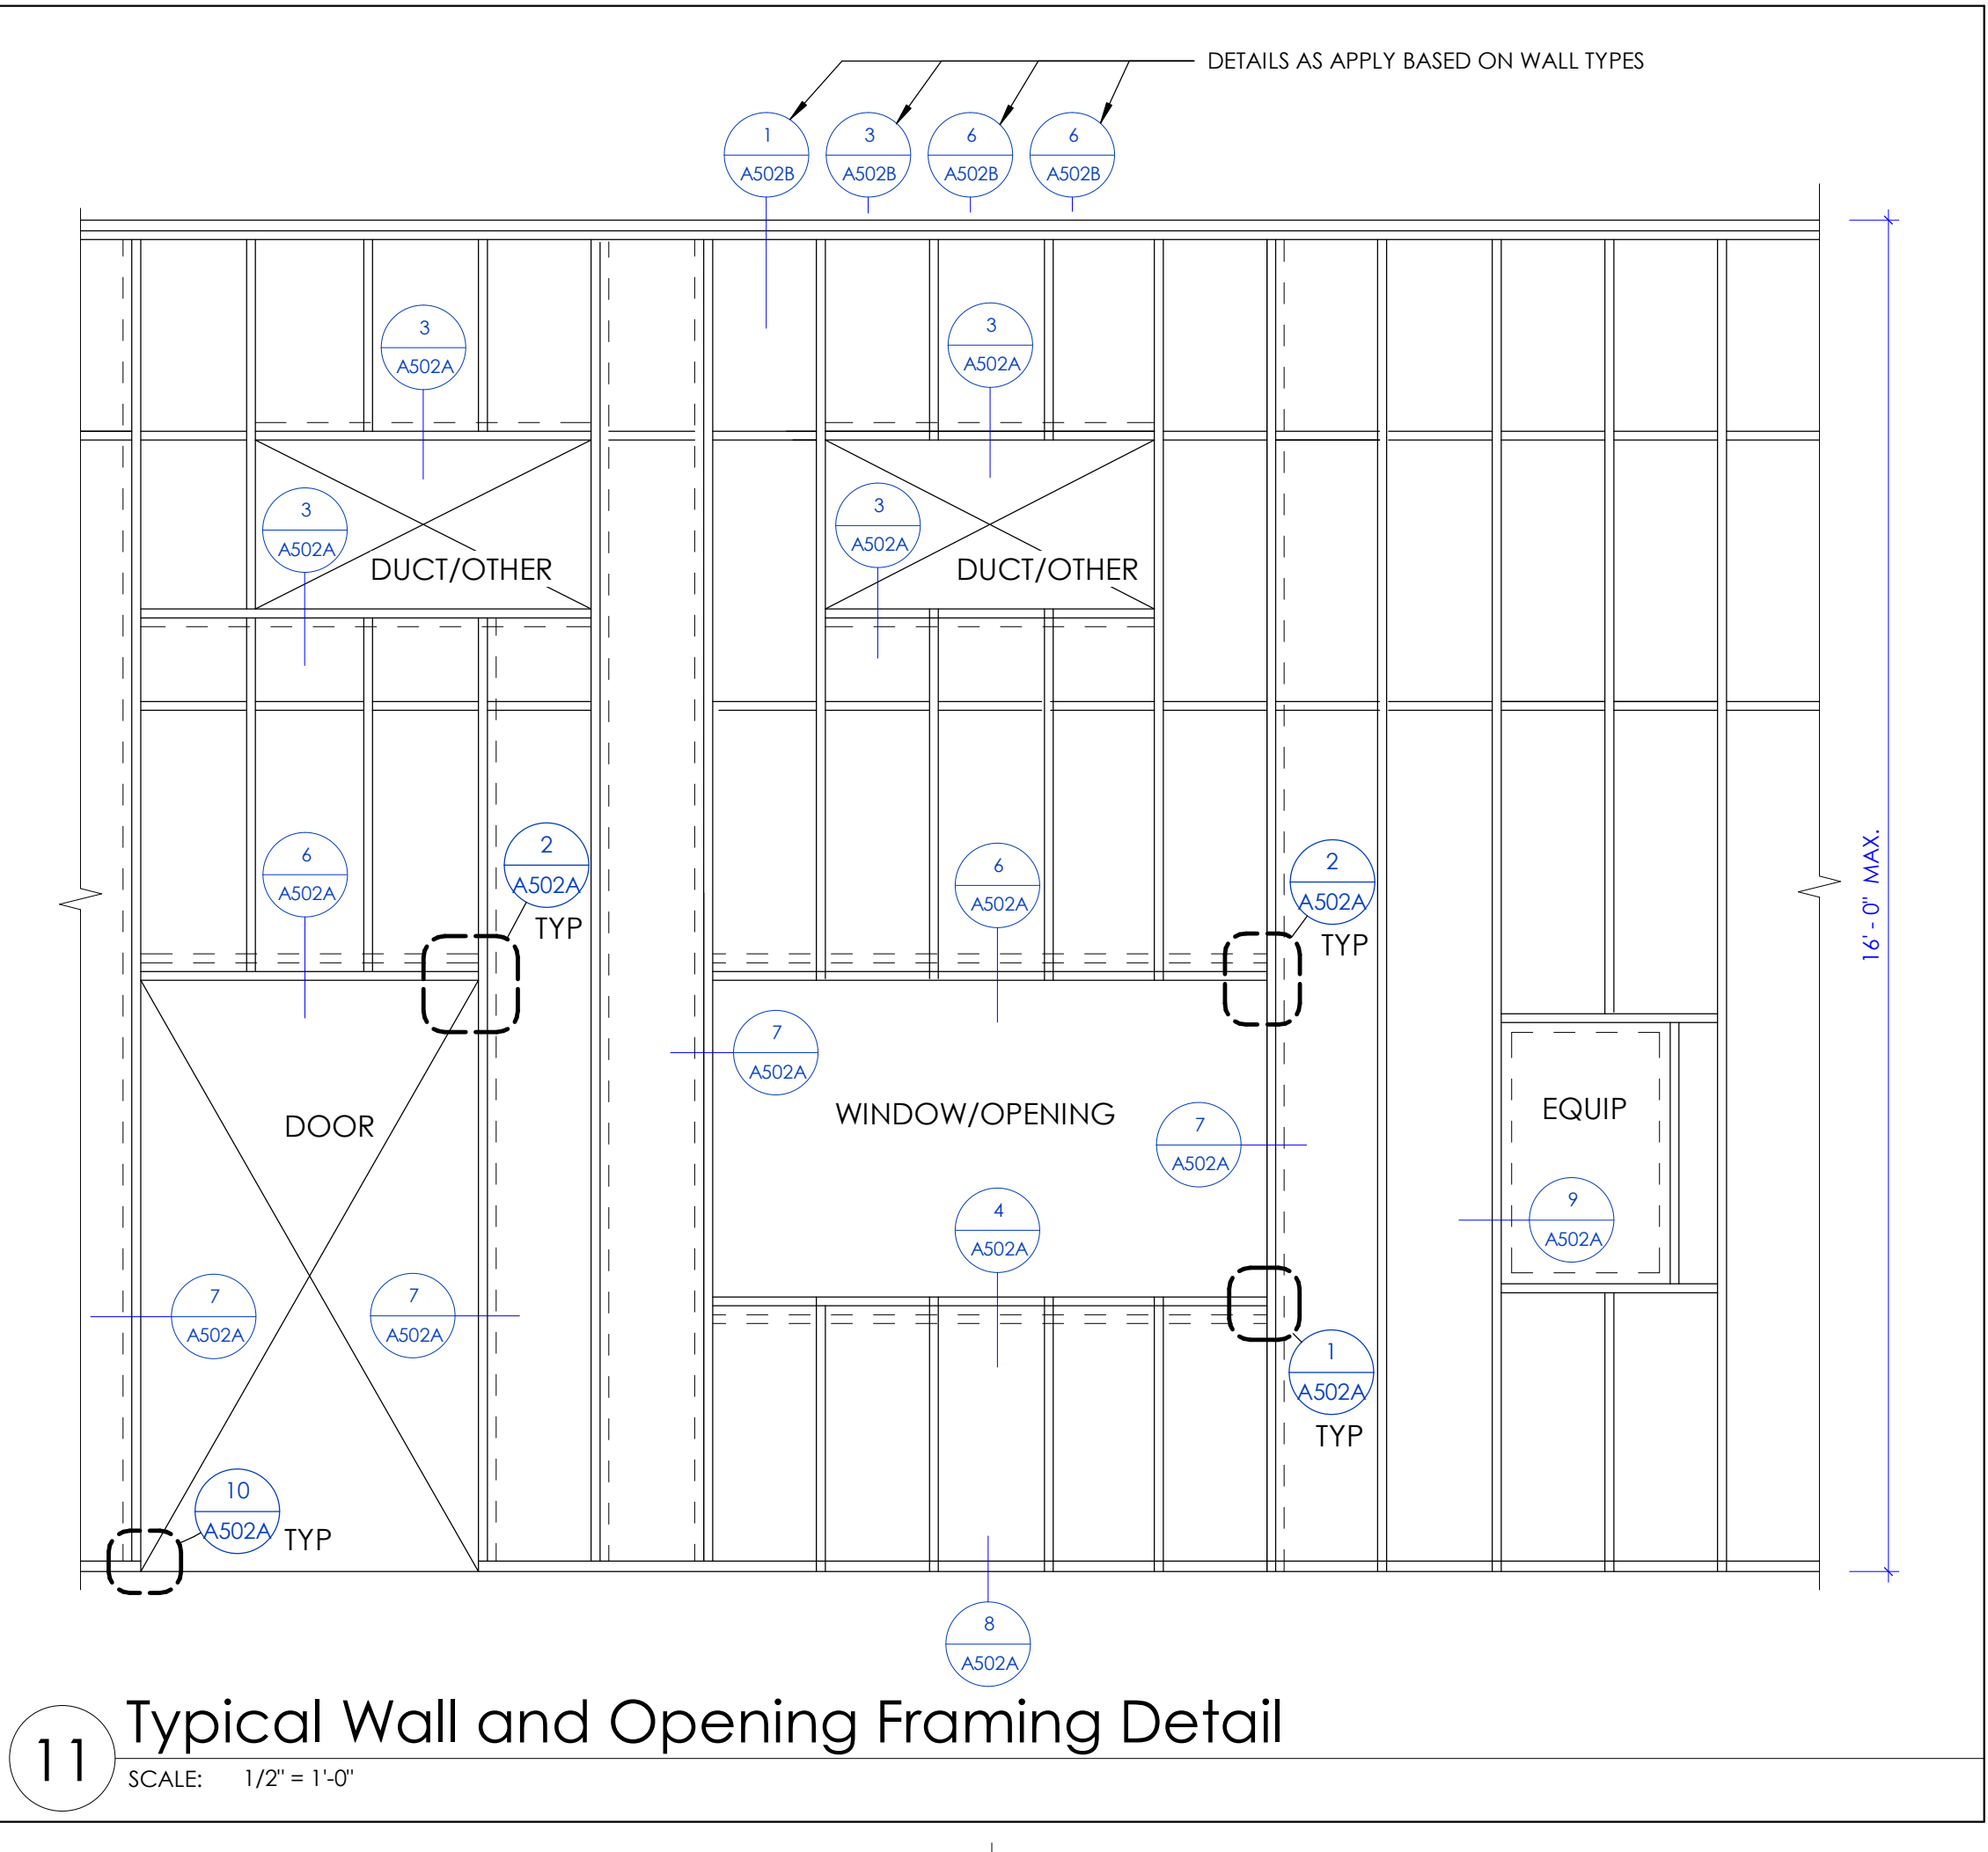 DETAILS AS APPLY BASED ON WALL TYPES
1
A502B
3
A502B
6
A502B
6
A502B
3
A502A
3
A502A
3
A502A
DUCT/OTHER
3
A502A
DUCT/OTHER
16' - 0" MAX.
6
A502A
2
A502A
TYP
6
A502A
2
A502A
TYP
7
A502A
DOOR
WINDOW/OPENING
7
A502A
EQUIP
9
A502A
4
A502A
7
A502A
7
A502A
1
A502A
TYP
10
A502A
TYP
8
A502A
11
Typical Wall and Opening Framing Detail
SCALE: 1/2" = 1'-0"